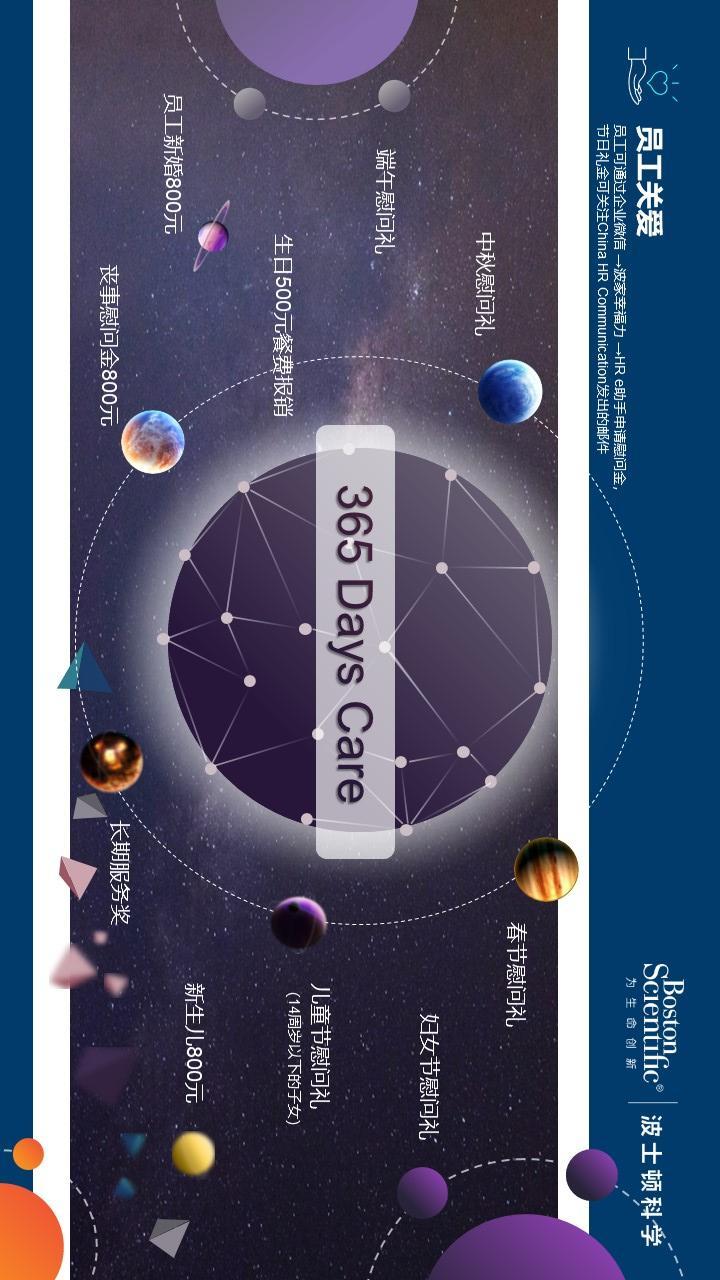 员工关爱
员工可通过企业微信→波家幸福力→HR e助手申请慰问金，
节日礼金可关注China HR Communication发出的邮件
Boston
Scientific®
为生命创新
波士顿科学
中秋慰问礼
端午慰问礼
生日500元餐费报销
员工新婚800元
丧事慰问金800元
365 Days Care
春节慰问礼
妇女节慰问礼
儿童节慰问礼
(14周岁以下的子女)
新生儿800元
长期服务奖